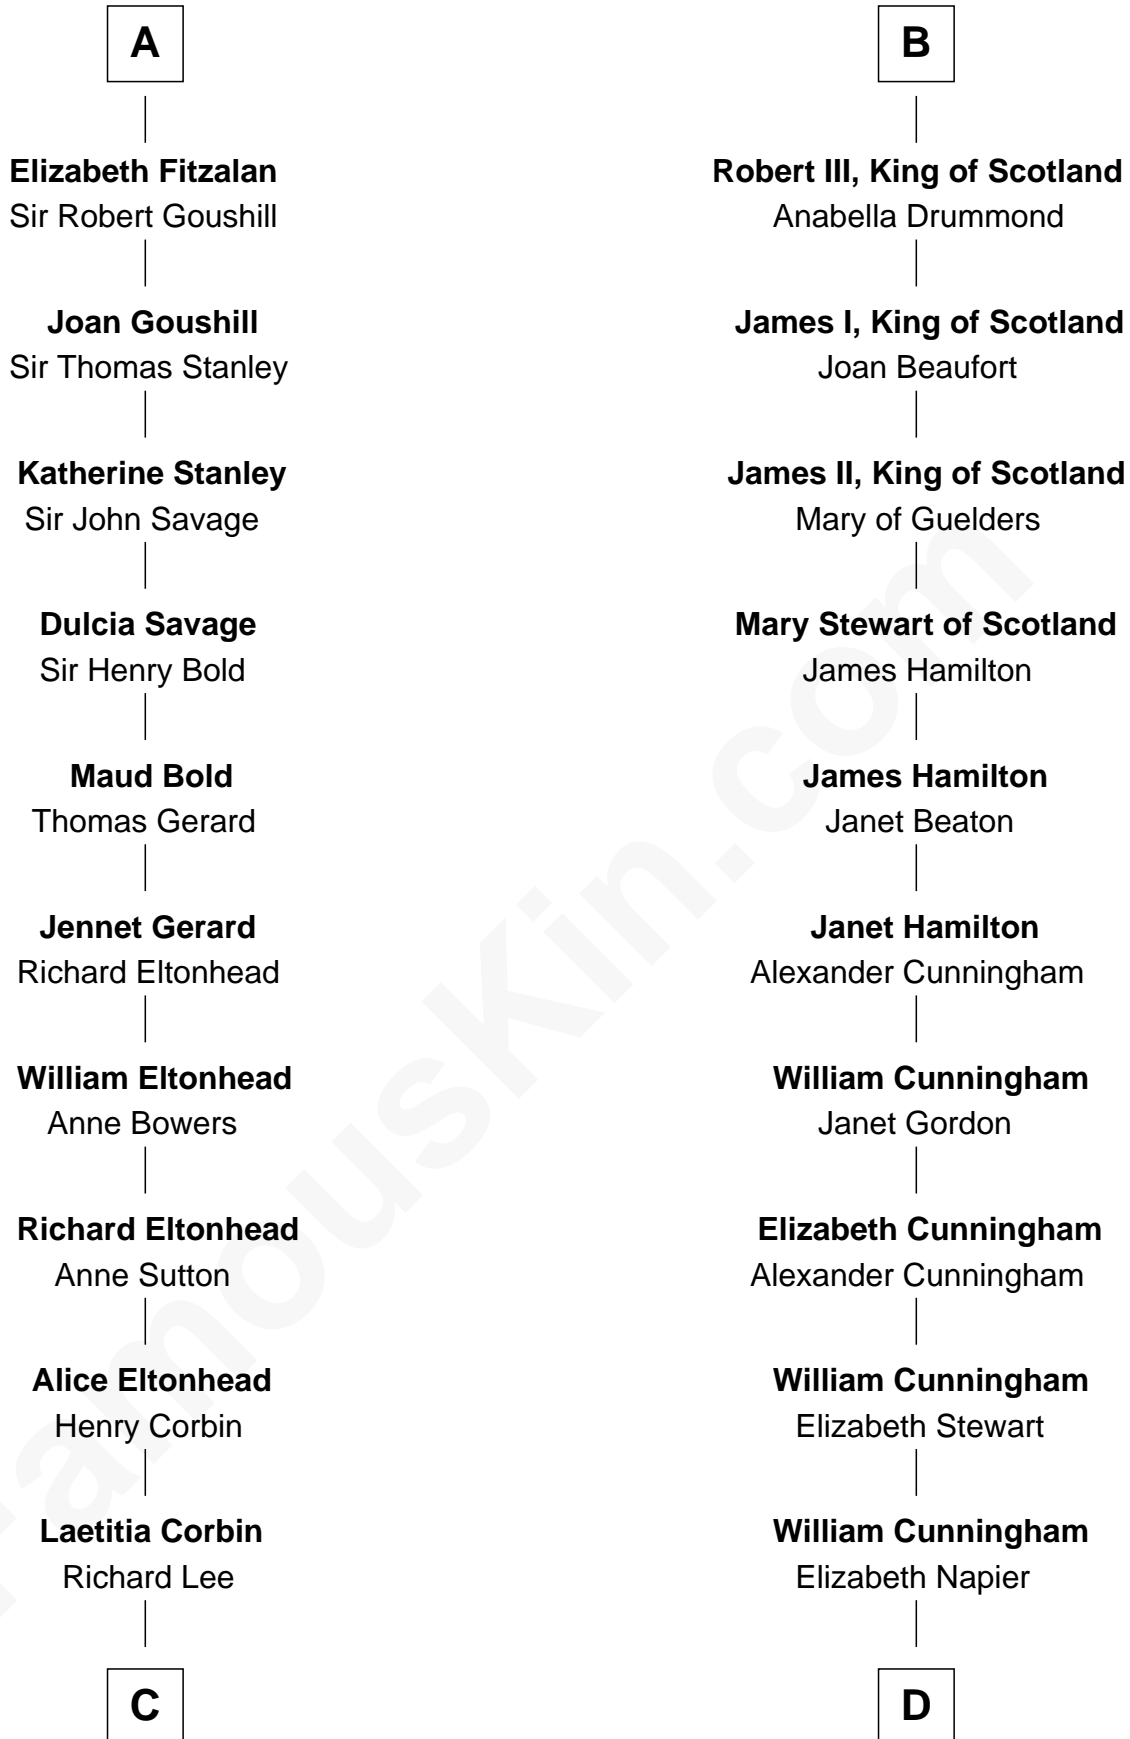 A
Elizabeth Fitzalan
Sir Robert Goushill
Joan Goushill
Sir Thomas Stanley
Katherine Stanley
Sir John Savage
Dulcia Savage
Sir Henry Bold
Maud Bold
Thomas Gerard
Jennet Gerard
Richard Eltonhead
William Eltonhead
Anne Bowers
Richard Eltonhead
Anne Sutton
Alice Eltonhead
Henry Corbin
Laetitia Corbin
Richard Lee
C
B
Robert III, King of Scotland
Anabella Drummond
James I, King of Scotland
Joan Beaufort
James II, King of Scotland
Mary of Guelders
Mary Stewart of Scotland
James Hamilton
James Hamilton
Janet Beaton
Janet Hamilton
Alexander Cunningham
William Cunningham
Janet Gordon
Elizabeth Cunningham
Alexander Cunningham
William Cunningham
Elizabeth Stewart
William Cunningham
Elizabeth Napier
D
FamousKin.com